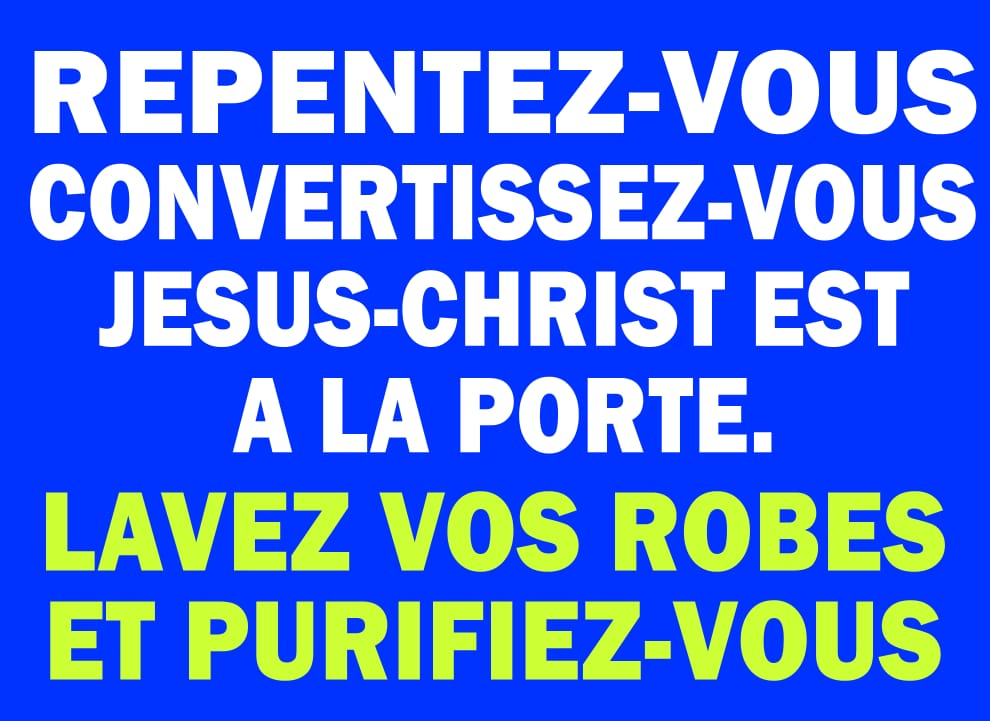 REPENTEZ-VOUS
CONVERTISSEZ-VOUS
JESUS-CHRIST EST
A LA PORTE.
LAVEZ VOS ROBES
ET PURIFIEZ-VOUS